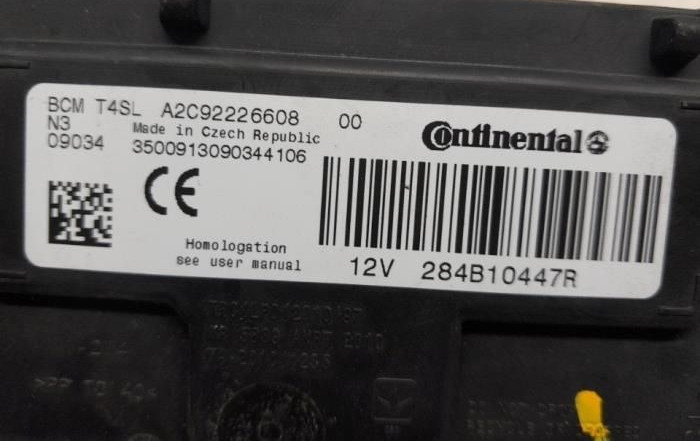 BCM T4SL A2C92226608 00
N3 Made in Czech Republic
09034 3500913090344106
Continental
CE
Homologation
see user manual
12V 284B10447R